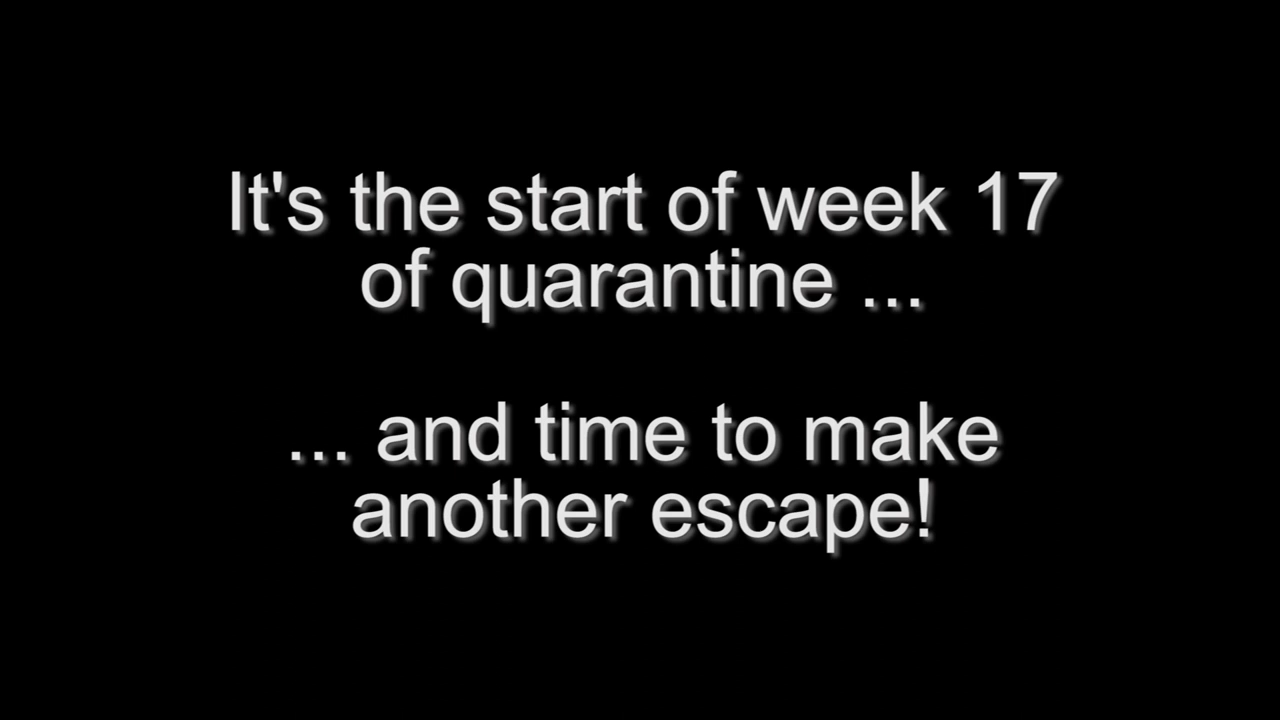 It's the start of week 17
of quarantine ...
... and time to make
another escape!